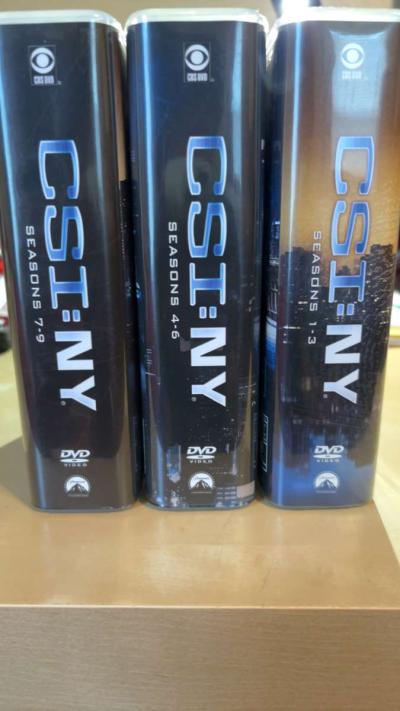 CBS DVD
CSI:NY®
SEASONS 7-9
DVD
VIDEO
CBS DVD
CSI:NY®
SEASONS 4-6
DVD
VIDEO
CBS DVD
CSI:NY®
SEASONS 1-3
DVD
VIDEO